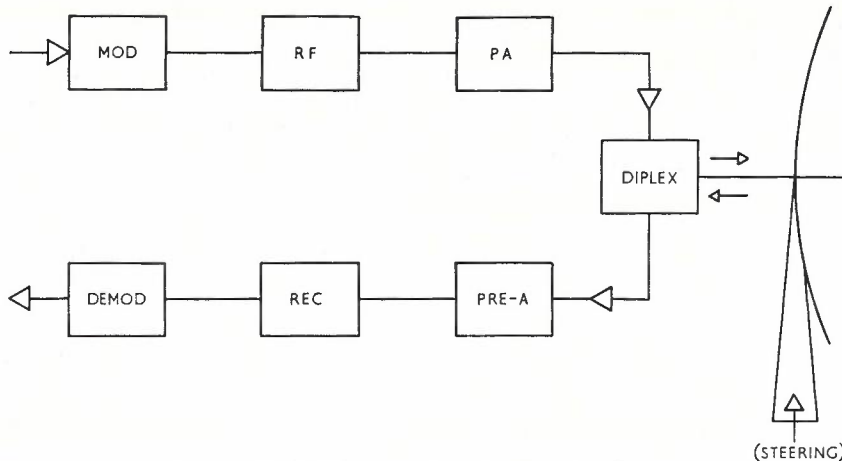 MOD
RF
PA
DIPLEX
DEMOD
REC
PRE-A
(STEERING)